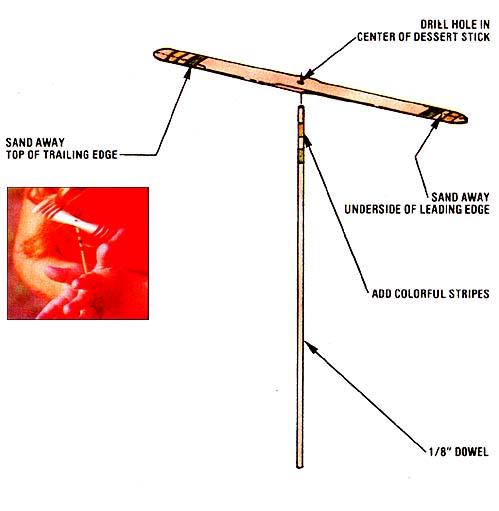 DRILL HOLE IN
CENTER OF DESSERT STICK
SAND AWAY
TOP OF TRAILING EDGE
SAND AWAY
UNDERSIDE OF LEADING EDGE
ADD COLORFUL STRIPES
1/8" DOWEL